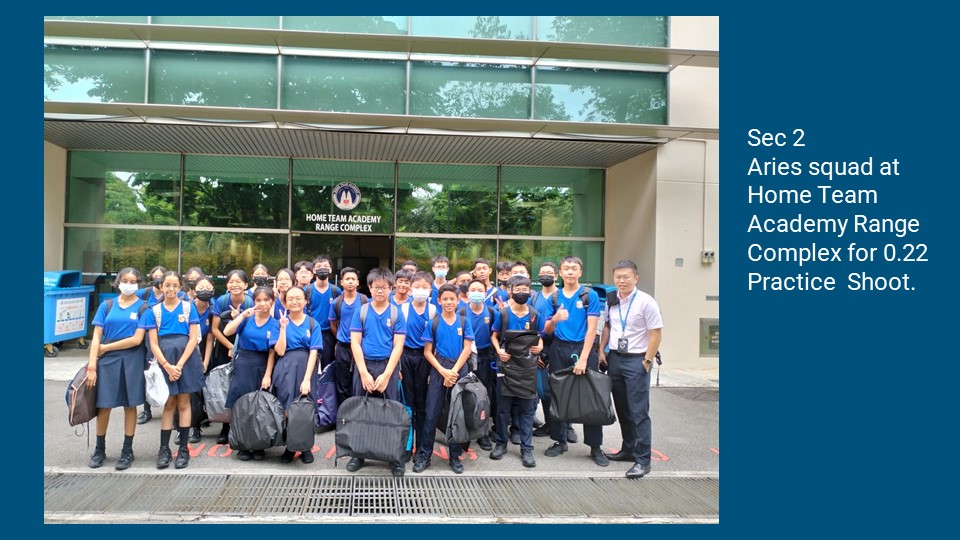 HOME TEAM ACADEMY
RANGE COMPLEX
Sec 2
Aries squad at
Home Team
Academy Range
Complex for 0.22
Practice  Shoot.